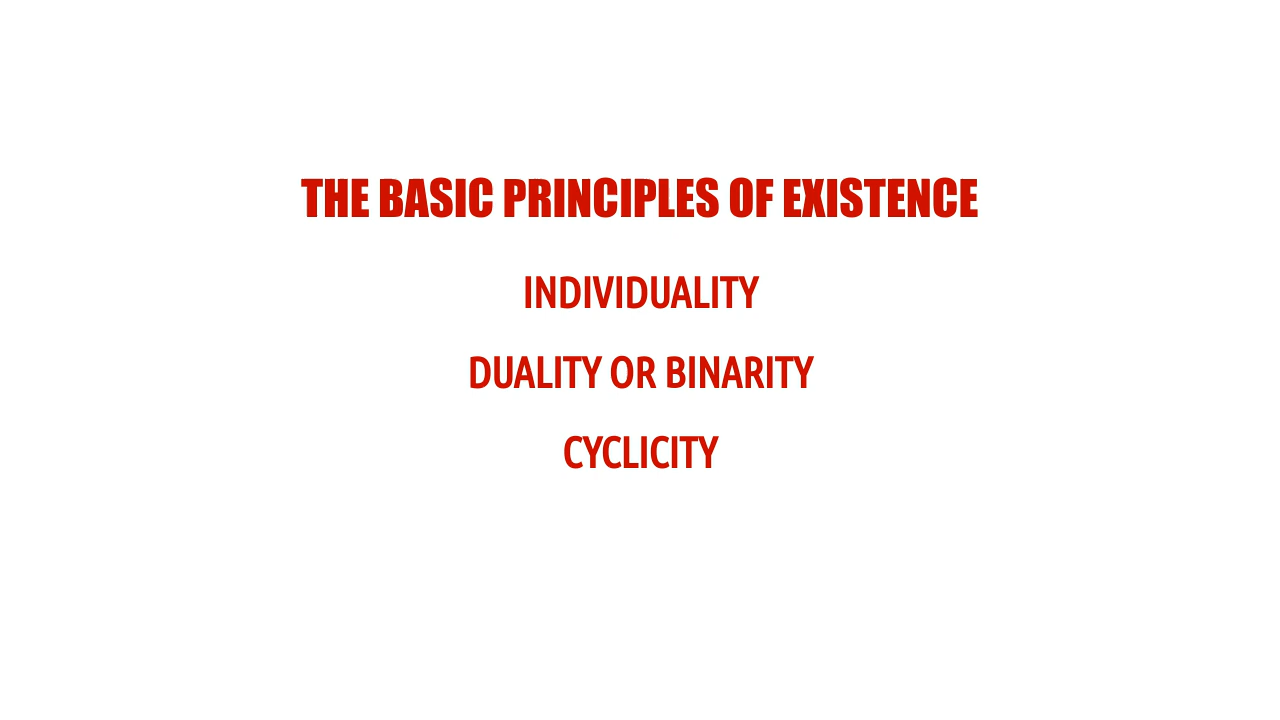 THE BASIC PRINCIPLES OF EXISTENCE
INDIVIDUALITY
DUALITY OR BINARITY
CYCLICITY